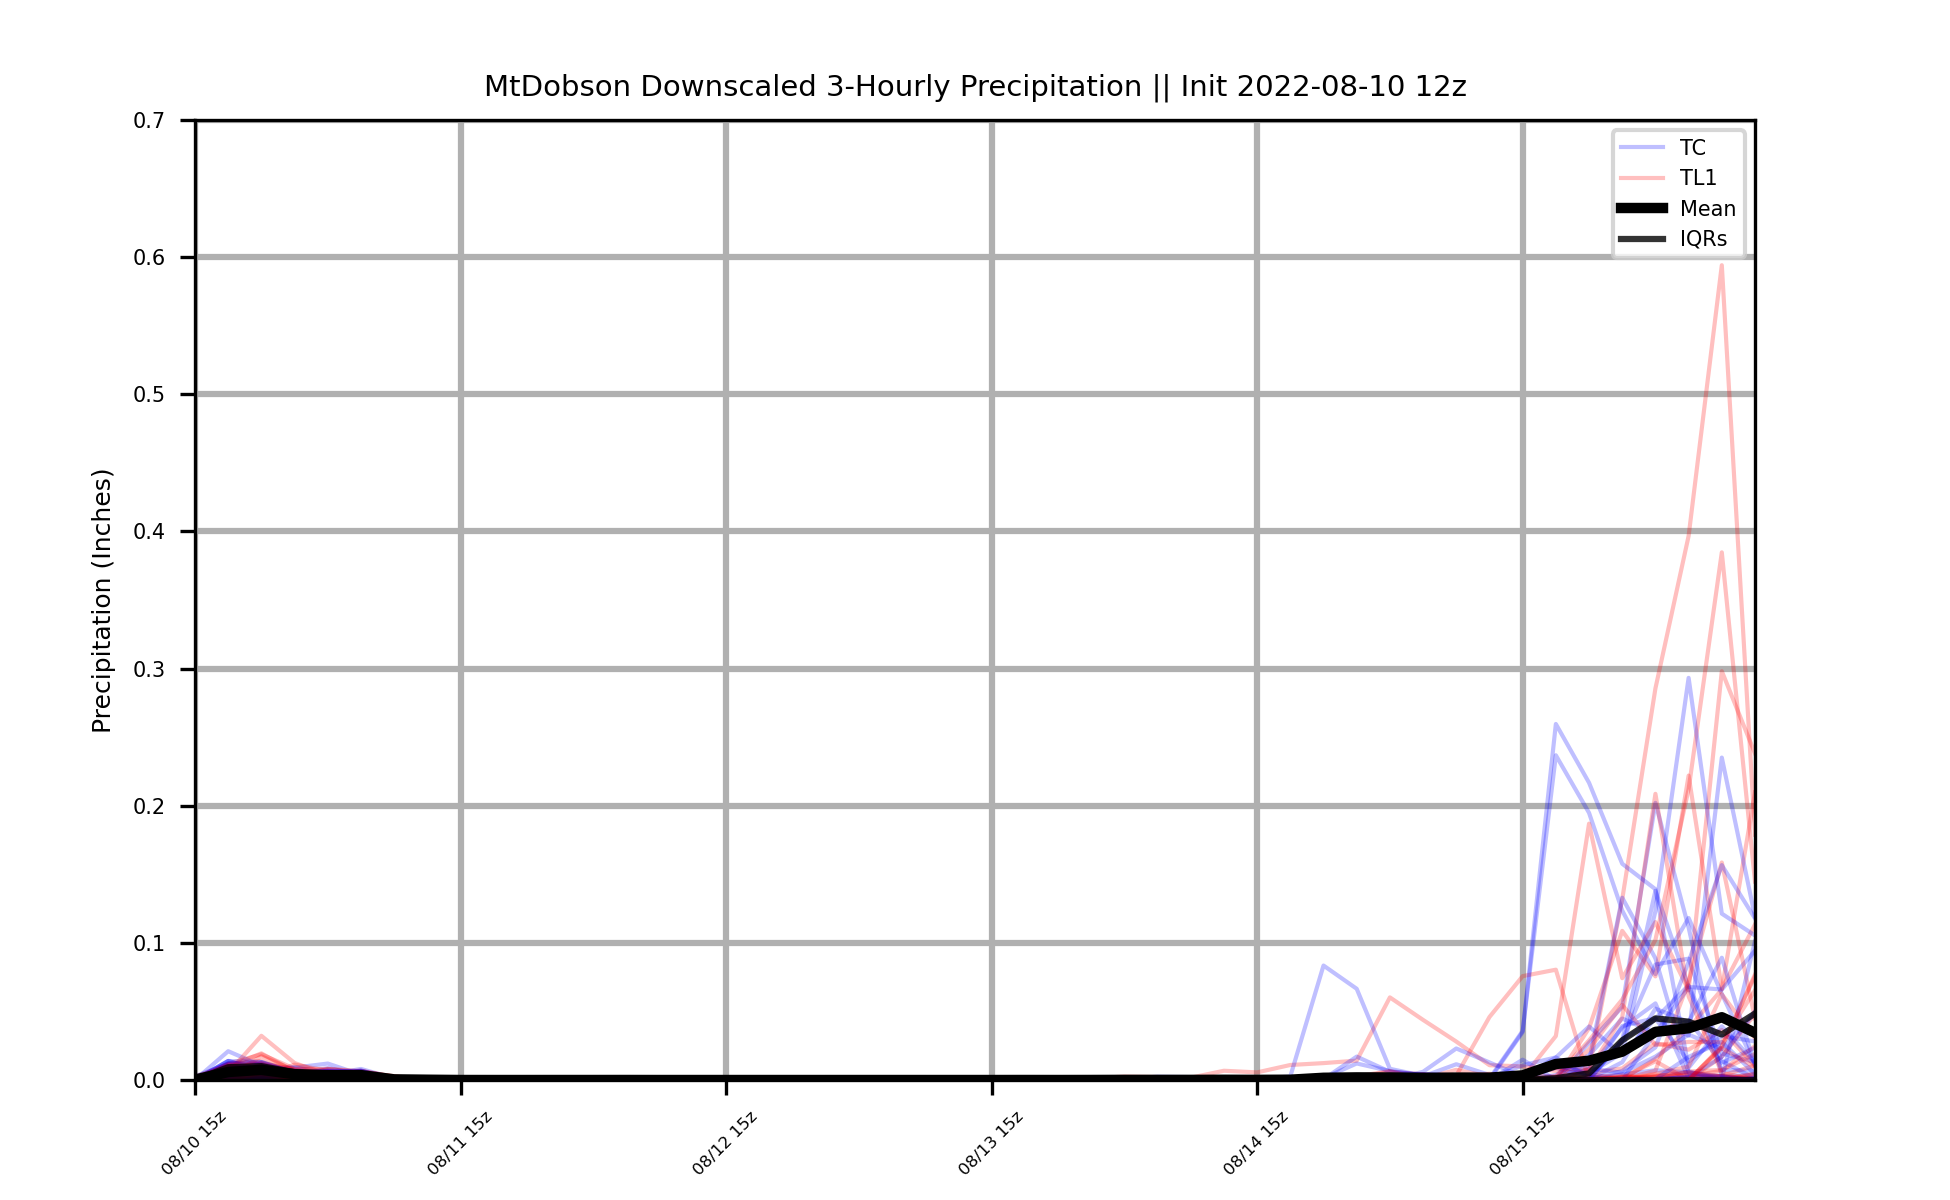 MtDobson Downscaled 3-Hourly Precipitation || Init 2022-08-10 12z
Precipitation (Inches)
0.7
0.6
0.5
0.4
0.3
0.2
0.1
0.0
TC
TL1
Mean
IQRs
08/10 15z
08/11 15z
08/12 15z
08/13 15z
08/14 15z
08/15 15z